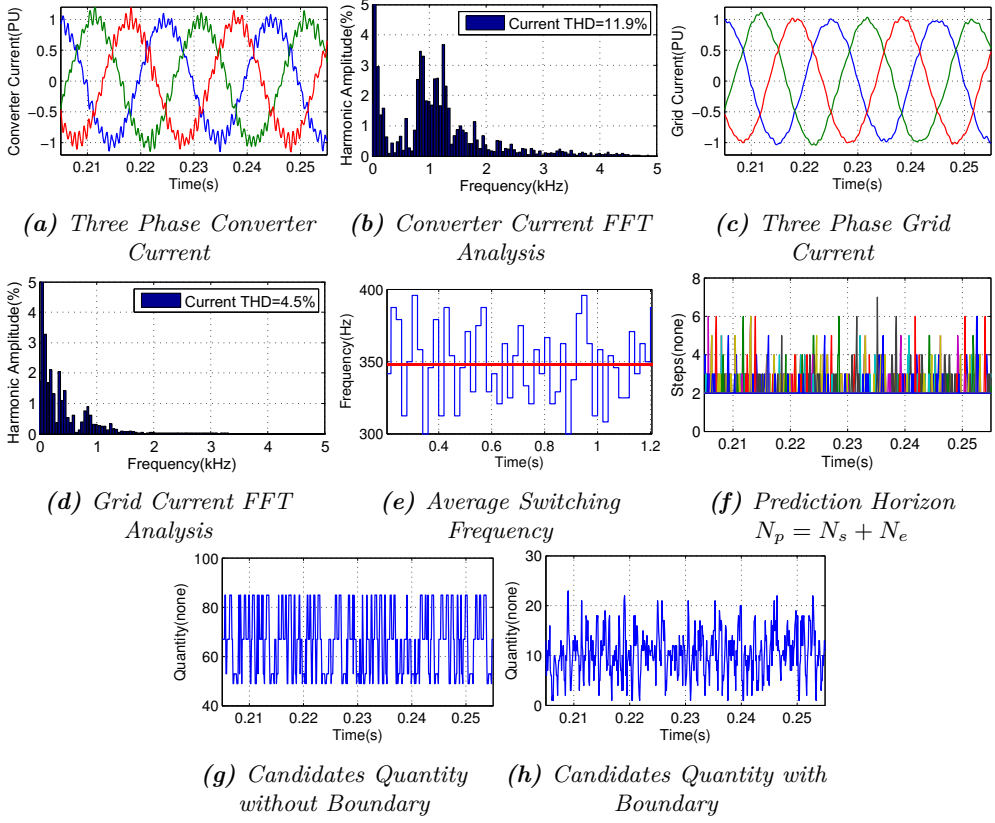 Converter Current(PU)
1
0.5
0
−0.5
−1
0.21 0.22 0.23 0.24 0.25
Time(s)
(a) Three Phase Converter
Current
Harmonic Amplitude(%)
5
4
3
2
1
0
Current THD=11.9%
0 1 2 3 4 5
Frequency(kHz)
(b) Converter Current FFT
Analysis
Grid Current(PU)
1
0.5
0
−0.5
−1
0.21 0.22 0.23 0.24 0.25
Time(s)
(c) Three Phase Grid
Current
Harmonic Amplitude(%)
5
4
3
2
1
0
Current THD=4.5%
0 1 2 3 4 5
Frequency(kHz)
(d) Grid Current FFT
Analysis
Frequency(Hz)
400
350
300
0.4 0.6 0.8 1 1.2
Time(s)
(e) Average Switching
Frequency
Steps(none)
8
6
4
2
0
0.21 0.22 0.23 0.24 0.25
Time(s)
(f) Prediction Horizon
Np = Ns + Ne
Quantity(none)
100
80
60
40
0.21 0.22 0.23 0.24 0.25
Time(s)
(g) Candidates Quantity
without Boundary
Quantity(none)
30
20
10
0
0.21 0.22 0.23 0.24 0.25
Time(s)
(h) Candidates Quantity with
Boundary